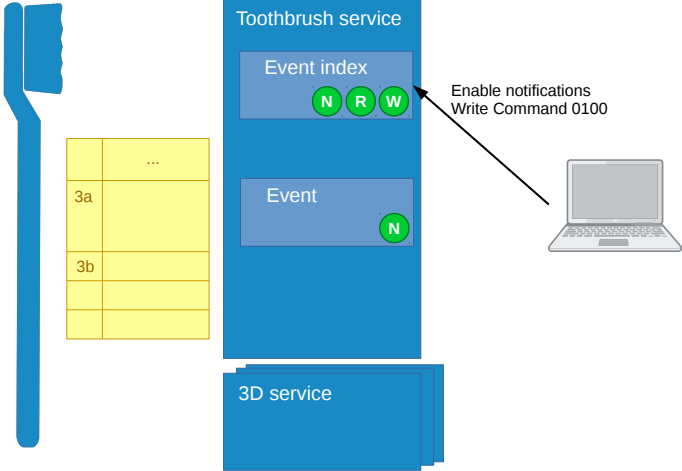 Toothbrush service
Event index
N R W
Enable notifications
Write Command 0100
...
3a
Event
N
3b
3D service